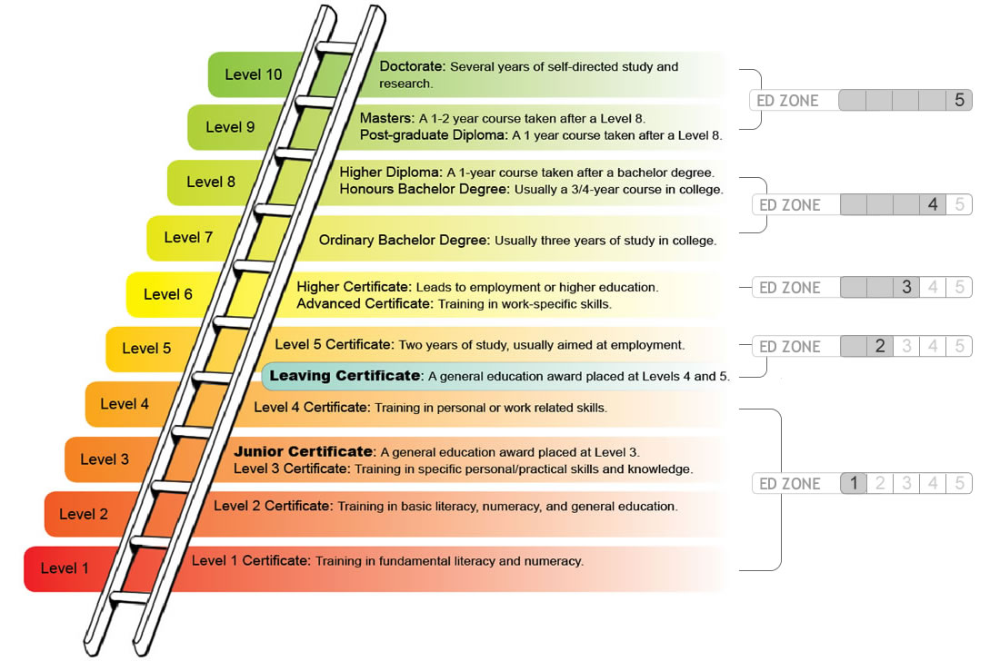 Level 10
Doctorate: Several years of self-directed study and
research.
ED ZONE 5
Level 9
Masters: A 1-2 year course taken after a Level 8.
Post-graduate Diploma: A 1 year course taken after a Level 8.
Level 8
Higher Diploma: A 1-year course taken after a bachelor degree.
Honours Bachelor Degree: Usually a 3/4-year course in college.
ED ZONE 4 5
Level 7
Ordinary Bachelor Degree: Usually three years of study in college.
Level 6
Higher Certificate: Leads to employment or higher education.
Advanced Certificate: Training in work-specific skills.
ED ZONE 3 4 5
Level 5
Level 5 Certificate: Two years of study, usually aimed at employment.
ED ZONE 2 3 4 5
Leaving Certificate: A general education award placed at Levels 4 and 5.
Level 4
Level 4 Certificate: Training in personal or work related skills.
Level 3
Junior Certificate: A general education award placed at Level 3.
Level 3 Certificate: Training in specific personal/practical skills and knowledge.
ED ZONE 1 2 3 4 5
Level 2
Level 2 Certificate: Training in basic literacy, numeracy, and general education.
Level 1
Level 1 Certificate: Training in fundamental literacy and numeracy.